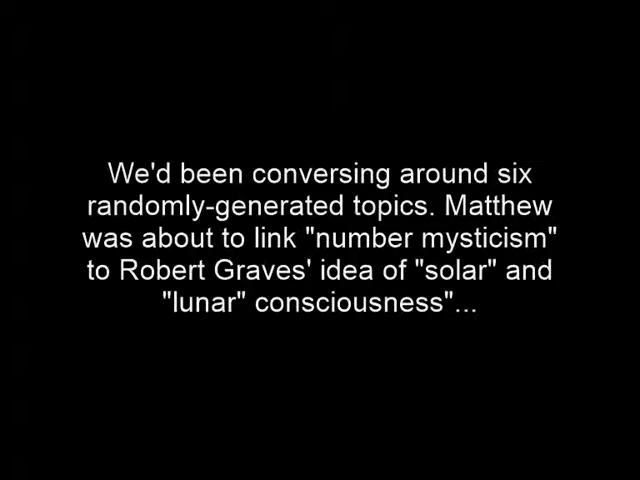 We'd been conversing around six
randomly-generated topics. Matthew
was about to link "number mysticism"
to Robert Graves' idea of "solar" and
"lunar" consciousness"...